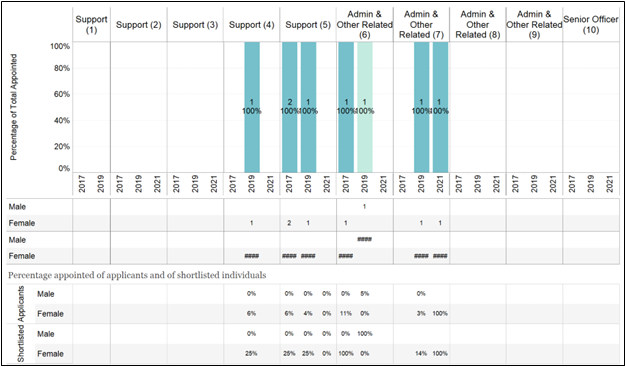 Support (1) Support (2) Support (3) Support (4) Support (5) Admin & Other Related (6) Admin & Other Related (7) Admin & Other Related (8) Admin & Other Related (9) Senior Officer (10)
Percentage of Total Appointed
100%
80%
60%
40%
20%
0%
1 2 1 1 1 1 1
100% 100% 100% 100% 100% 100% 100%
2017 2019 2021 2017 2019 2021 2017 2019 2021 2017 2019 2021 2017 2019 2021 2017 2019 2021 2017 2019 2021 2017 2019 2021 2017 2019 2021 2017 2019 2021
Male 1
Female 1 2 1 1 1 1
Male ####
Female #### #### #### #### #### ####
Percentage appointed of applicants and of shortlisted individuals
Applicants
Male 0% 0% 0% 0% 0% 5% 0%
Female 6% 6% 4% 0% 11% 0% 3% 100%
Shortlisted
Male 0% 0% 0% 0% 0% 100%
Female 25% 25% 25% 0% 100% 0% 14% 100%